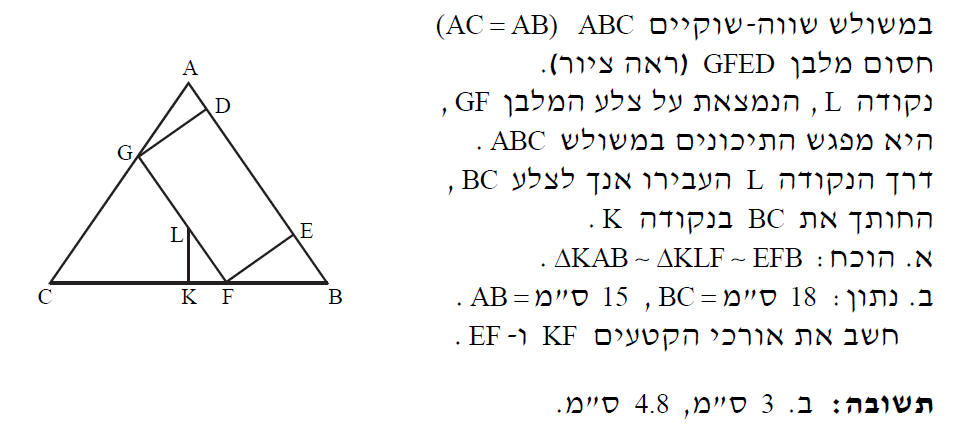 במשולש שווה-שוקיים ABC (AC = AB)
חסום מלבן GFED (ראה ציור).
נקודה L, הנמצאת על צלע המלבן GF,
היא מפגש התיכונים במשולש ABC.
דרך הנקודה L העבירו אנך לצלע BC,
החותך את BC בנקודה K.
א. הוכח: ΔKAB ~ ΔKLF ~ EFB.
ב. נתון: 18 ס״מ = BC, 15 ס״מ = AB.
חשב את אורכי הקטעים KF ו- EF.
תשובה: ב. 3 ס״מ, 4.8 ס״מ.
A
D
G
L
E
C
K
F
B